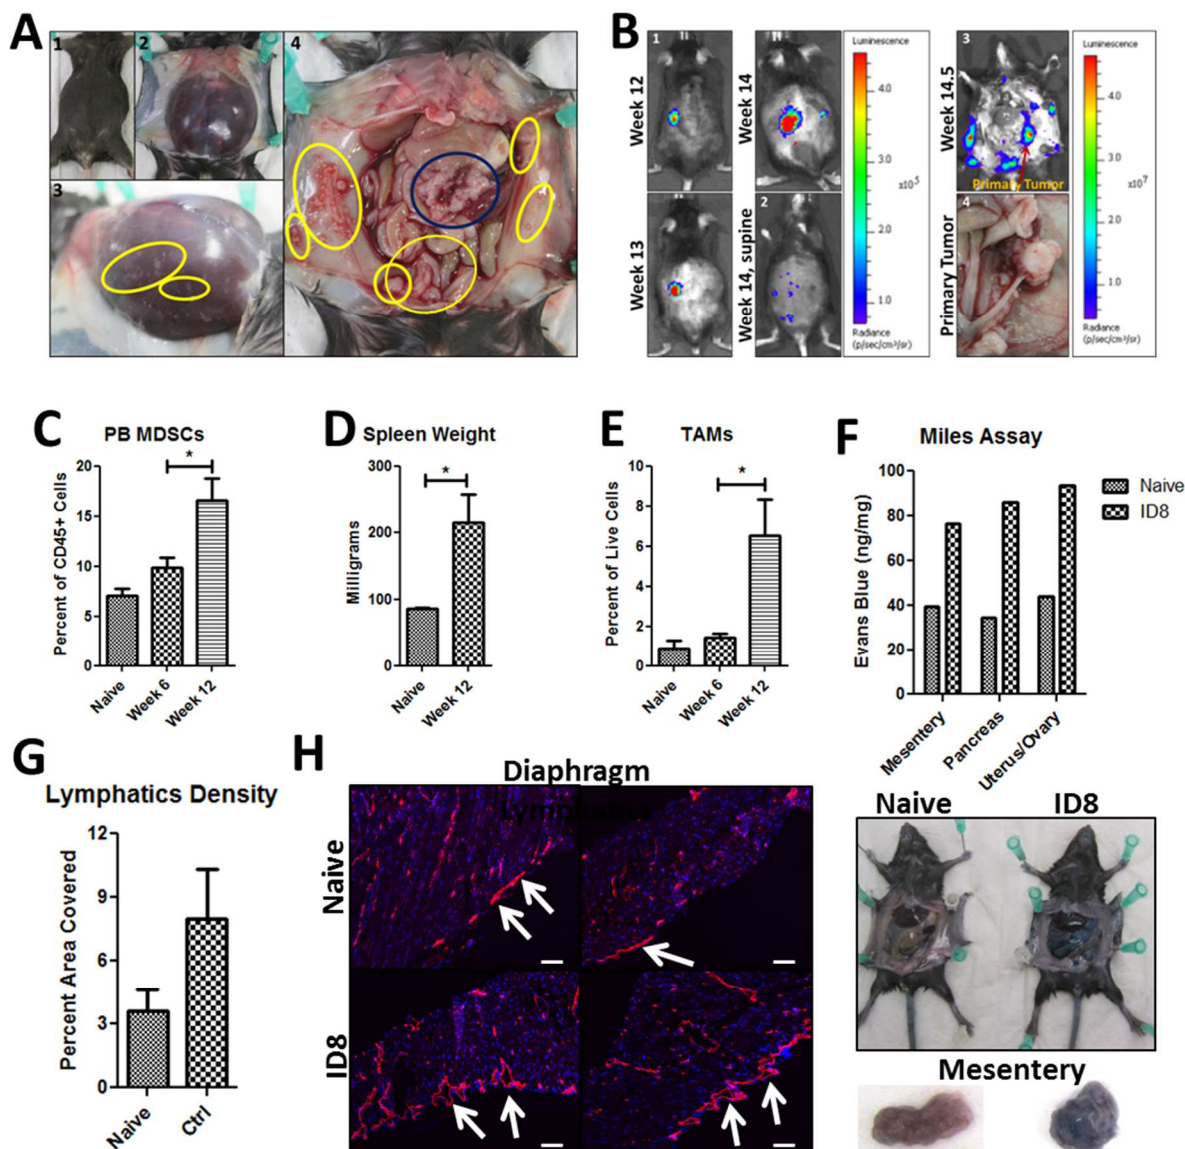 A
1
2
4
3
B
1
Week 12
Week 14
Luminescence
4.0
3.0
x10⁵
2.0
1.0
Radiance
(p/sec/cm²/sr)
3
Week 14.5
Primary Tumor
Luminescence
4.0
3.0
x10⁷
2.0
1.0
Radiance
(p/sec/cm²/sr)
Week 13
2
Week 14, supine
4
Primary Tumor
C
PB MDSCs
Percent of CD45+ Cells
20
15
10
5
0
*
Naive
Week 6
Week 12
D
Spleen Weight
Milligrams
300
200
100
0
*
Naive
Week 12
E
TAMs
Percent of Live Cells
10
8
6
4
2
0
*
Naive
Week 6
Week 12
F
Miles Assay
Evans Blue (ng/mg)
100
80
60
40
20
0
Naive
ID8
Mesentery
Pancreas
Uterus/Ovary
Naive
ID8
Mesentery
G
Lymphatics Density
Percent Area Covered
12
9
6
3
0
Naive
Ctrl
H
Diaphragm
Lymphatics
Naive
ID8